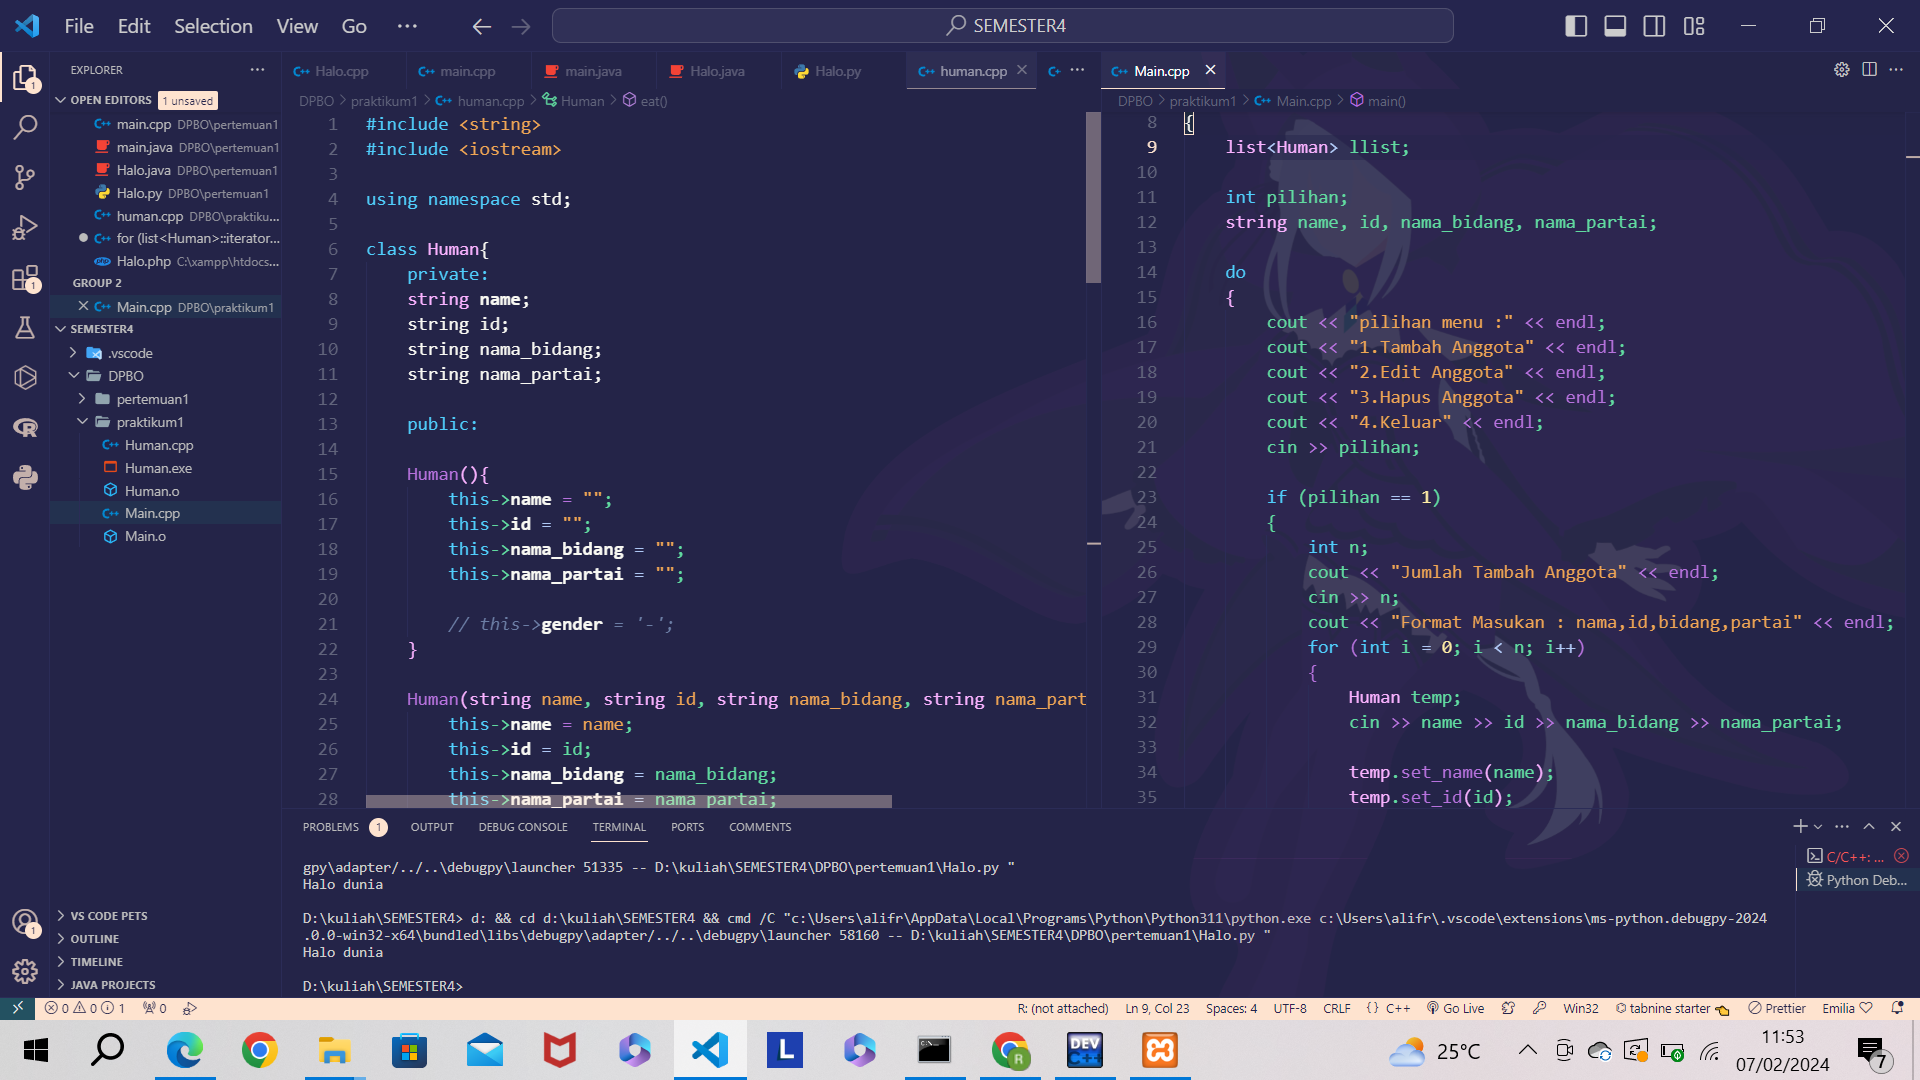 File Edit Selection View Go ··· SEMESTER4
EXPLORER ···
OPEN EDITORS 1 unsaved
main.cpp DPBO\pertemuan1
main.java DPBO\pertemuan1
Halo.java DPBO\pertemuan1
Halo.py DPBO\pertemuan1
human.cpp DPBO\praktiku...
for (list<Human>::iterator...
Halo.php C:\xampp\htdocs...
GROUP 2
Main.cpp DPBO\praktikum1
SEMESTER4
.vscode
DPBO
pertemuan1
praktikum1
Human.cpp
Human.exe
Human.o
Main.cpp
Main.o
VS CODE PETS
OUTLINE
TIMELINE
JAVA PROJECTS
Halo.cpp main.cpp main.java Halo.java Halo.py human.cpp
DPBO > praktikum1 > human.cpp > Human > eat()
1 #include <string>
2 #include <iostream>
3
4 using namespace std;
5
6 class Human{
7 private:
8 string name;
9 string id;
10 string nama_bidang;
11 string nama_partai;
12
13 public:
14
15 Human(){
16 this->name = "";
17 this->id = "";
18 this->nama_bidang = "";
19 this->nama_partai = "";
20
21 // this->gender = '-';
22 }
23
24 Human(string name, string id, string nama_bidang, string nama_part
25 this->name = name;
26 this->id = id;
27 this->nama_bidang = nama_bidang;
28 this->nama_partai = nama_partai;
Main.cpp
DPBO > praktikum1 > Main.cpp > main()
8 {
9 list<Human> llist;
10
11 int pilihan;
12 string name, id, nama_bidang, nama_partai;
13
14 do
15 {
16 cout << "pilihan menu :" << endl;
17 cout << "1.Tambah Anggota" << endl;
18 cout << "2.Edit Anggota" << endl;
19 cout << "3.Hapus Anggota" << endl;
20 cout << "4.Keluar" << endl;
21 cin >> pilihan;
22
23 if (pilihan == 1)
24 {
25 int n;
26 cout << "Jumlah Tambah Anggota" << endl;
27 cin >> n;
28 cout << "Format Masukan : nama,id,bidang,partai" << endl;
29 for (int i = 0; i < n; i++)
30 {
31 Human temp;
32 cin >> name >> id >> nama_bidang >> nama_partai;
33
34 temp.set_name(name);
35 temp.set_id(id);
PROBLEMS 1 OUTPUT DEBUG CONSOLE TERMINAL PORTS COMMENTS
gpy\adapter/../..\debugpy\launcher 51335 -- D:\kuliah\SEMESTER4\DPBO\pertemuan1\Halo.py "
Halo dunia
D:\kuliah\SEMESTER4> d: && cd d:\kuliah\SEMESTER4 && cmd /C "c:\Users\alifr\AppData\Local\Programs\Python\Python311\python.exe c:\Users\alifr\.vscode\extensions\ms-python.debugpy-2024
.0.0-win32-x64\bundled\libs\debugpy\adapter/../..\debugpy\launcher 58160 -- D:\kuliah\SEMESTER4\DPBO\pertemuan1\Halo.py "
Halo dunia
D:\kuliah\SEMESTER4>
C/C++: ...
Python Deb...
0 0 1 0 R: (not attached) Ln 9, Col 23 Spaces: 4 UTF-8 CRLF {} C++ Go Live Win32 tabnine starter Prettier Emilia
25°C 11:53
07/02/2024
7